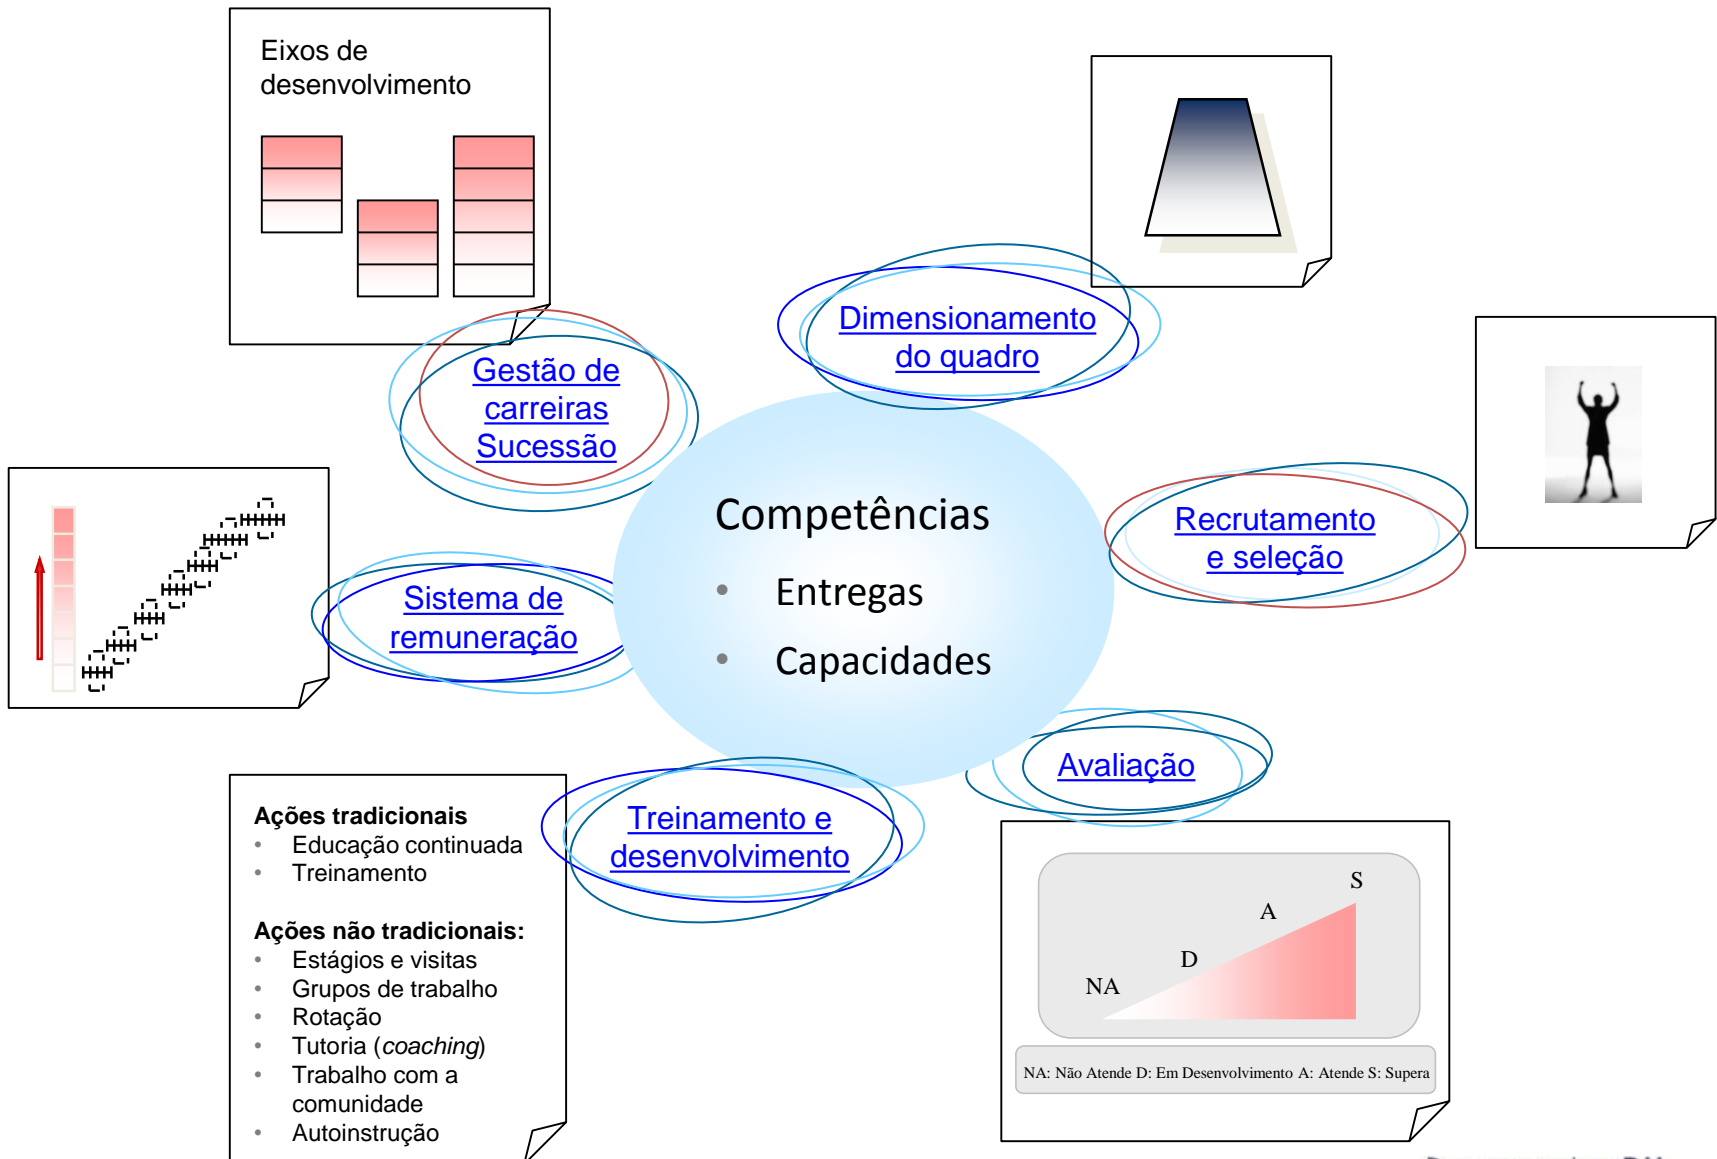 Eixos de
desenvolvimento
Dimensionamento
do quadro
Gestão de
carreiras
Sucessão
Recrutamento
e seleção
Competências
• Entregas
• Capacidades
Sistema de
remuneração
Avaliação
Treinamento e
desenvolvimento
Ações tradicionais
• Educação continuada
• Treinamento
Ações não tradicionais:
• Estágios e visitas
• Grupos de trabalho
• Rotação
• Tutoria (coaching)
• Trabalho com a
comunidade
• Autoinstrução
S
A
D
NA
NA: Não Atende D: Em Desenvolvimento A: Atende S: Supera